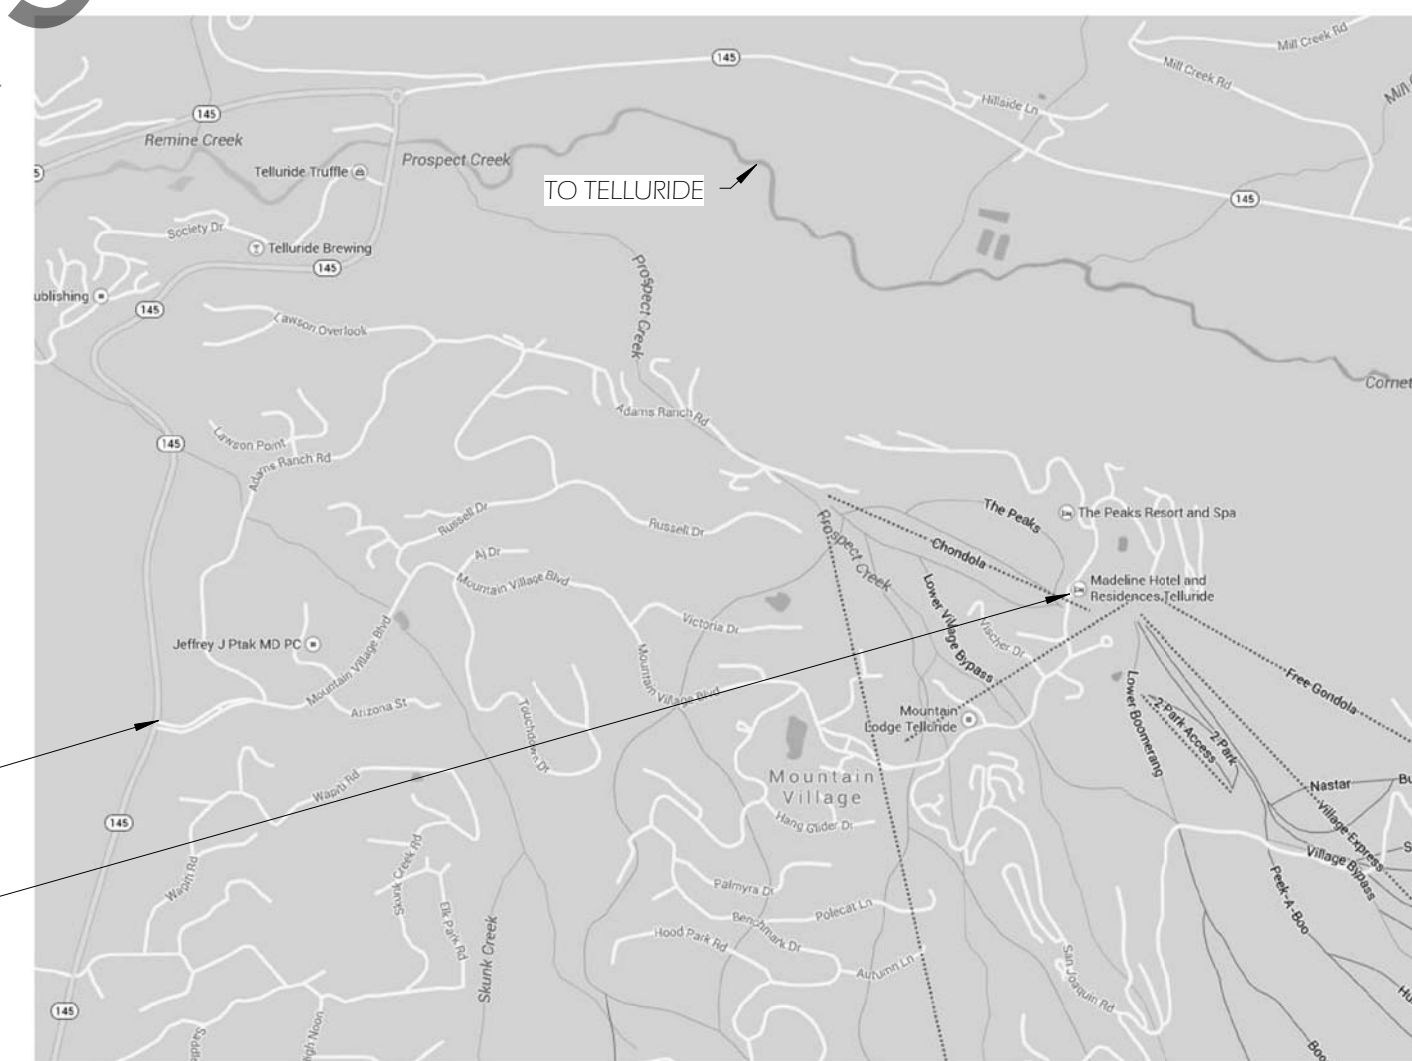 Mill Creek Rd
145
Mill Creek Rd
Mill
Hillside Ln
145
Remine Creek
Prospect Creek
Telluride Truffle
5
TO TELLURIDE
145
Society Dr
Telluride Brewing
145
ublishing
145
Prospect Creek
Lawson Overlook
Cornet
Adams Ranch Rd
Lawson Point
145
Adams Ranch Rd
The Peaks
The Peaks Resort and Spa
Russell Dr
Russell Dr
Prospect Creek
Chondola
Aj Dr
Mountain Village Blvd
Lower Village Bypass
Madeline Hotel and
Residences,Telluride
Victoria Dr
Vischer Dr
Jeffrey J Ptak MD PC
Mountain Village Blvd
Mountain Village Blvd
Free Gondola
Arizona St
Touchdown Dr
Mountain
Lodge Telluride
Lower Boomerang
2 Park Access
2 Park
Mountain
Village
Wapiti Rd
Nastar
Bu
145
Hang Glider Dr
Village Express
Village Bypass
S
Skunk Creek Rd
Wapiti Rd
Palmyra Dr
Peek-A-Boo
Polecat Ln
Benchmark Dr
Elk Park Rd
Hood Park Rd
Skunk Creek
Autumn Ln
San Joaquin Rd
Hu
145
Saddle
igh Noon
Boo